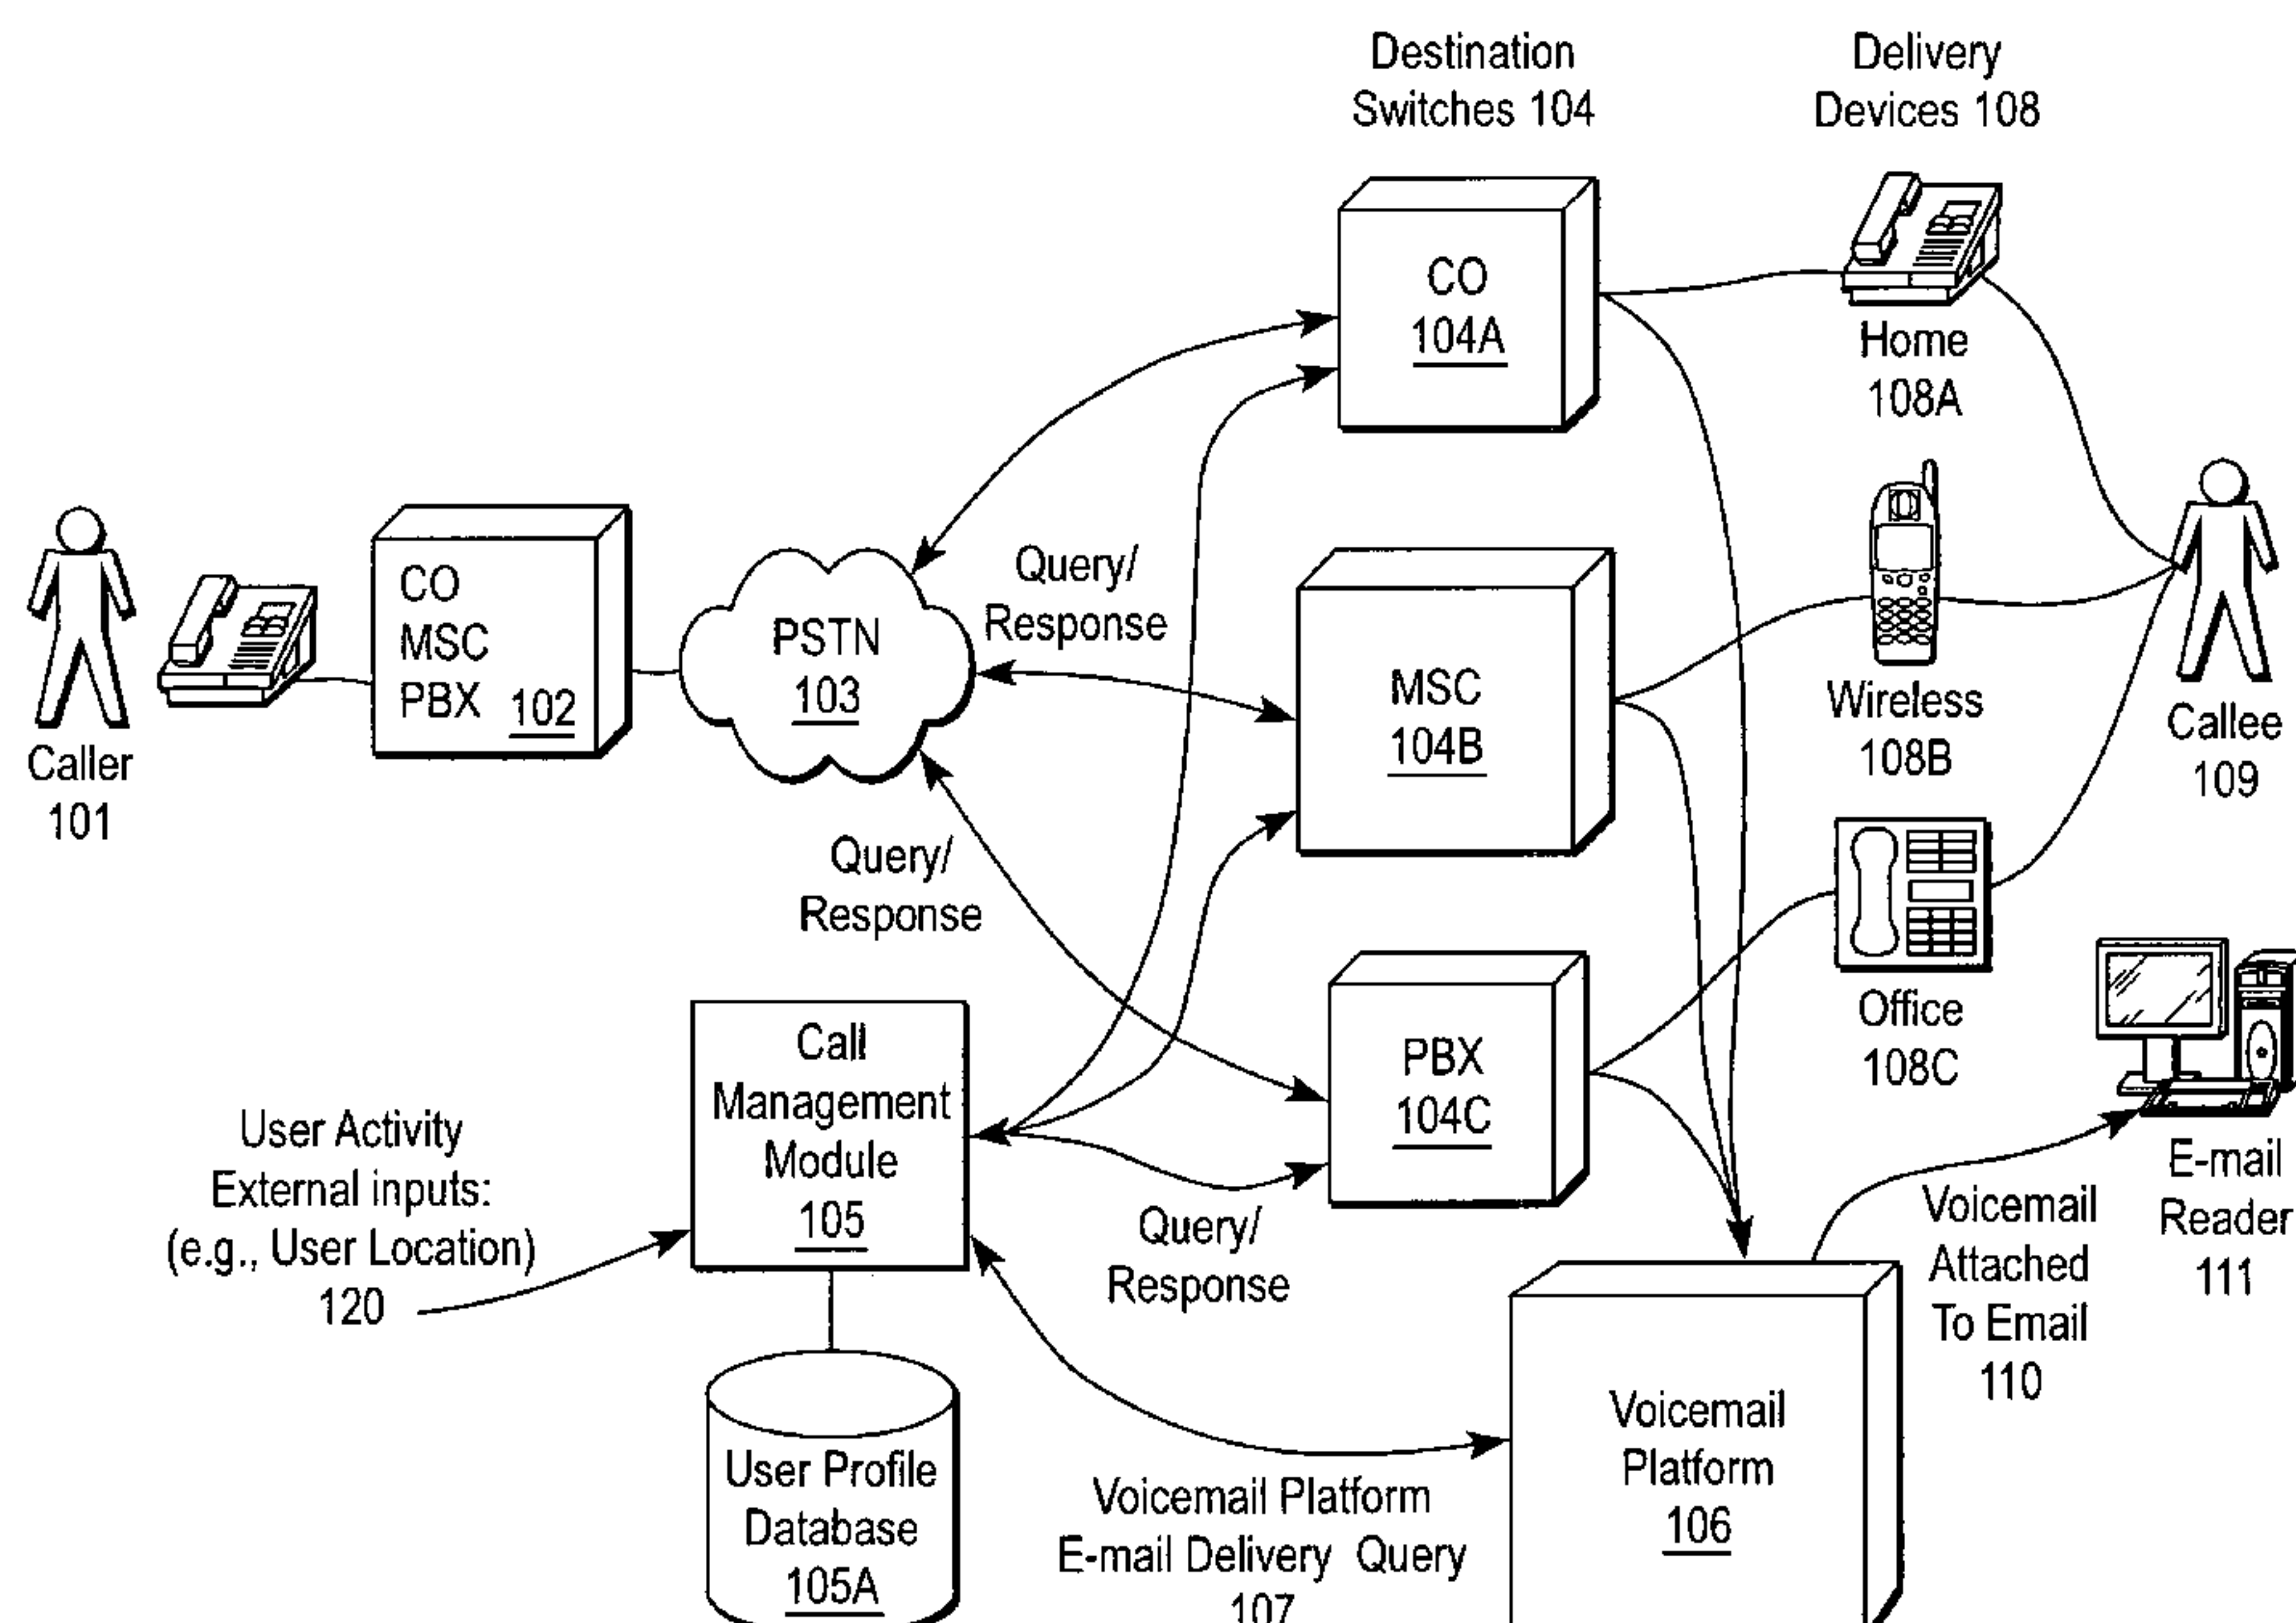 Destination
Switches 104
Delivery
Devices 108
CO
104A
Home
108A
Caller
101
CO
MSC
PBX 102
PSTN
103
Query/
Response
MSC
104B
Wireless
108B
Callee
109
Query/
Response
Office
108C
Call
Management
Module
105
PBX
104C
User Activity
External inputs:
(e.g., User Location)
120
Query/
Response
E-mail
Reader
111
Voicemail
Attached
To Email
110
User Profile
Database
105A
Voicemail Platform
E-mail Delivery Query
107
Voicemail
Platform
106